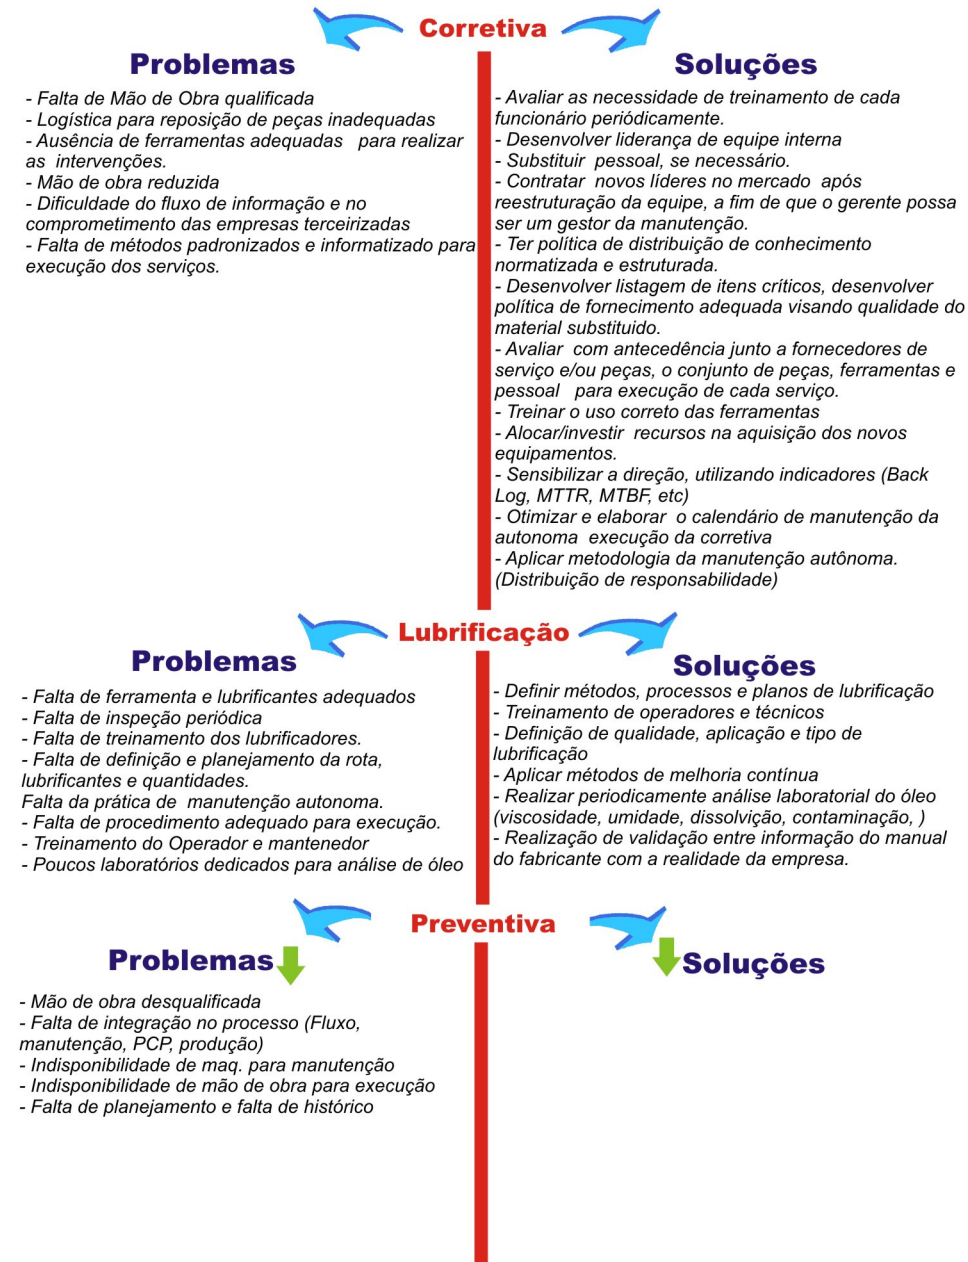 Corretiva
Problemas
- Falta de Mão de Obra qualificada
- Logística para reposição de peças inadequadas
- Ausência de ferramentas adequadas para realizar
as intervenções.
- Mão de obra reduzida
- Dificuldade do fluxo de informação e no
comprometimento das empresas terceirizadas
- Falta de métodos padronizados e informatizado para
execução dos serviços.
Soluções
- Avaliar as necessidade de treinamento de cada
funcionário periódicamente.
- Desenvolver liderança de equipe interna
- Substituir pessoal, se necessário.
- Contratar novos líderes no mercado após
reestruturação da equipe, a fim de que o gerente possa
ser um gestor da manutenção.
- Ter política de distribuição de conhecimento
normatizada e estruturada.
- Desenvolver listagem de itens críticos, desenvolver
política de fornecimento adequada visando qualidade do
material substituido.
- Avaliar com antecedência junto a fornecedores de
serviço e/ou peças, o conjunto de peças, ferramentas e
pessoal para execução de cada serviço.
- Treinar o uso correto das ferramentas
- Alocar/investir recursos na aquisição dos novos
equipamentos.
- Sensibilizar a direção, utilizando indicadores (Back
Log, MTTR, MTBF, etc)
- Otimizar e elaborar o calendário de manutenção da
autonoma execução da corretiva
- Aplicar metodologia da manutenção autônoma.
(Distribuição de responsabilidade)
Lubrificação
Problemas
- Falta de ferramenta e lubrificantes adequados
- Falta de inspeção periódica
- Falta de treinamento dos lubrificadores.
- Falta de definição e planejamento da rota,
lubrificantes e quantidades.
Falta da prática de manutenção autonoma.
- Falta de procedimento adequado para execução.
- Treinamento do Operador e mantenedor
- Poucos laboratórios dedicados para análise de óleo
Soluções
- Definir métodos, processos e planos de lubrificação
- Treinamento de operadores e técnicos
- Definição de qualidade, aplicação e tipo de
lubrificação
- Aplicar métodos de melhoria contínua
- Realizar periodicamente análise laboratorial do óleo
(viscosidade, umidade, dissolvição, contaminação, )
- Realização de validação entre informação do manual
do fabricante com a realidade da empresa.
Preventiva
Problemas
- Mão de obra desqualificada
- Falta de integração no processo (Fluxo,
manutenção, PCP, produção)
- Indisponibilidade de maq. para manutenção
- Indisponibilidade de mão de obra para execução
- Falta de planejamento e falta de histórico
Soluções